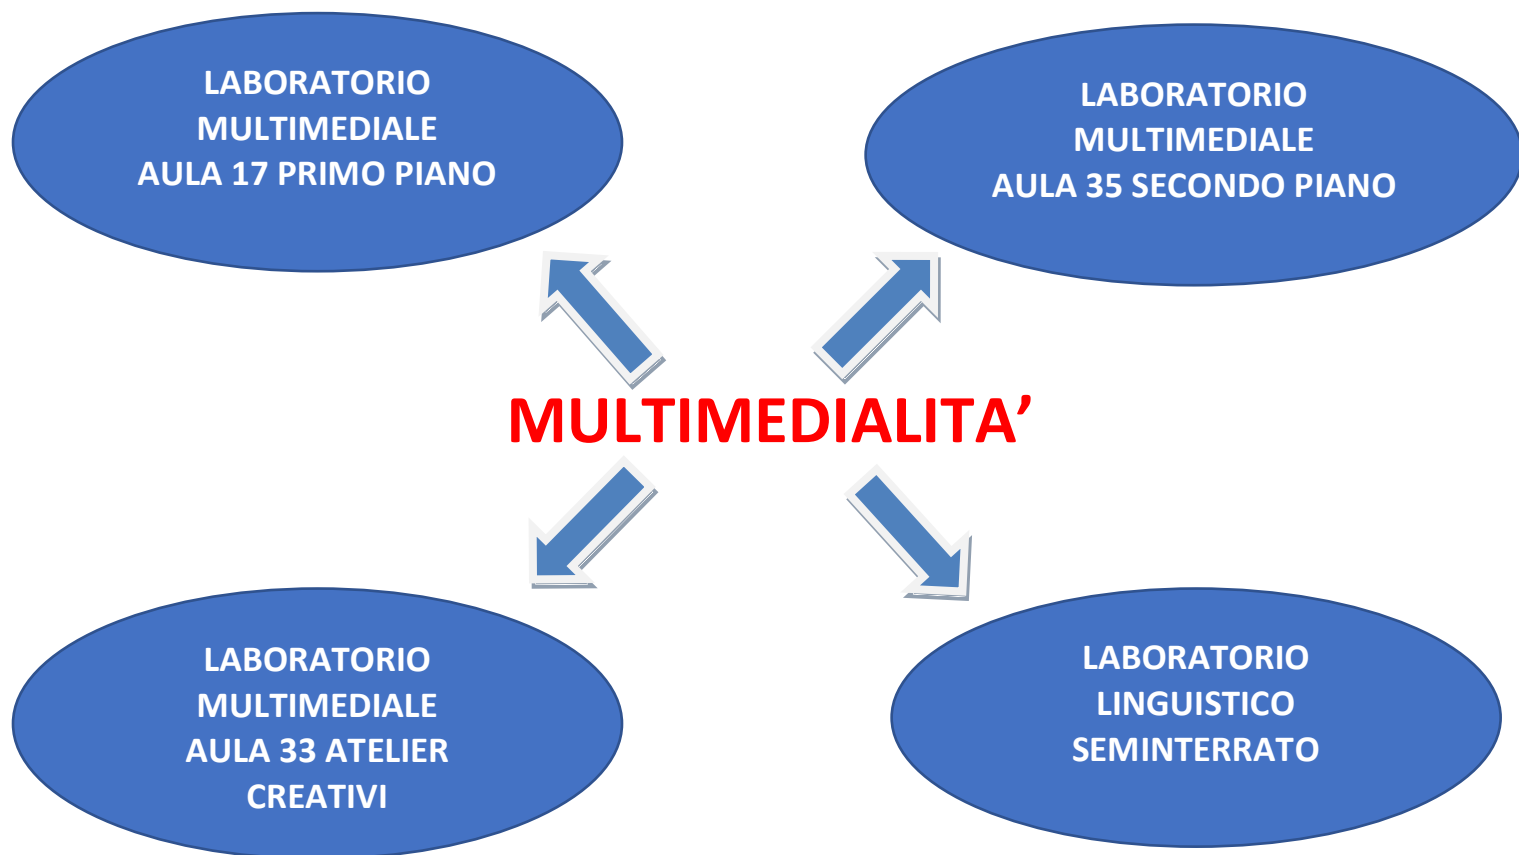 LABORATORIO
MULTIMEDIALE
AULA 17 PRIMO PIANO
LABORATORIO
MULTIMEDIALE
AULA 35 SECONDO PIANO
MULTIMEDIALITA’
LABORATORIO
MULTIMEDIALE
AULA 33 ATELIER
CREATIVI
LABORATORIO
LINGUISTICO
SEMINTERRATO